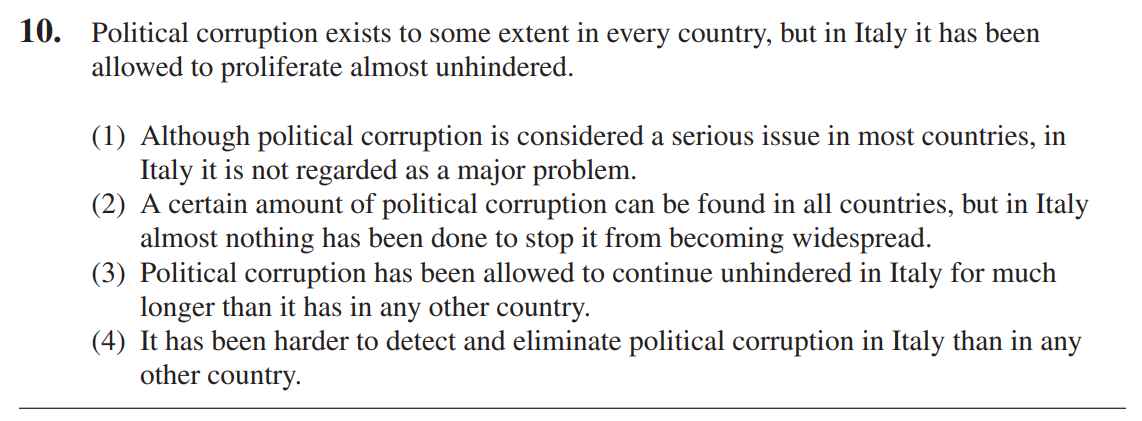 10. Political corruption exists to some extent in every country, but in Italy it has been
allowed to proliferate almost unhindered.
(1) Although political corruption is considered a serious issue in most countries, in
Italy it is not regarded as a major problem.
(2) A certain amount of political corruption can be found in all countries, but in Italy
almost nothing has been done to stop it from becoming widespread.
(3) Political corruption has been allowed to continue unhindered in Italy for much
longer than it has in any other country.
(4) It has been harder to detect and eliminate political corruption in Italy than in any
other country.